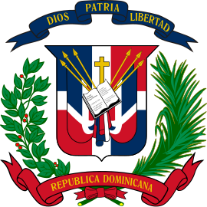 DIOS PATRIA LIBERTAD
REPUBLICA DOMINICANA